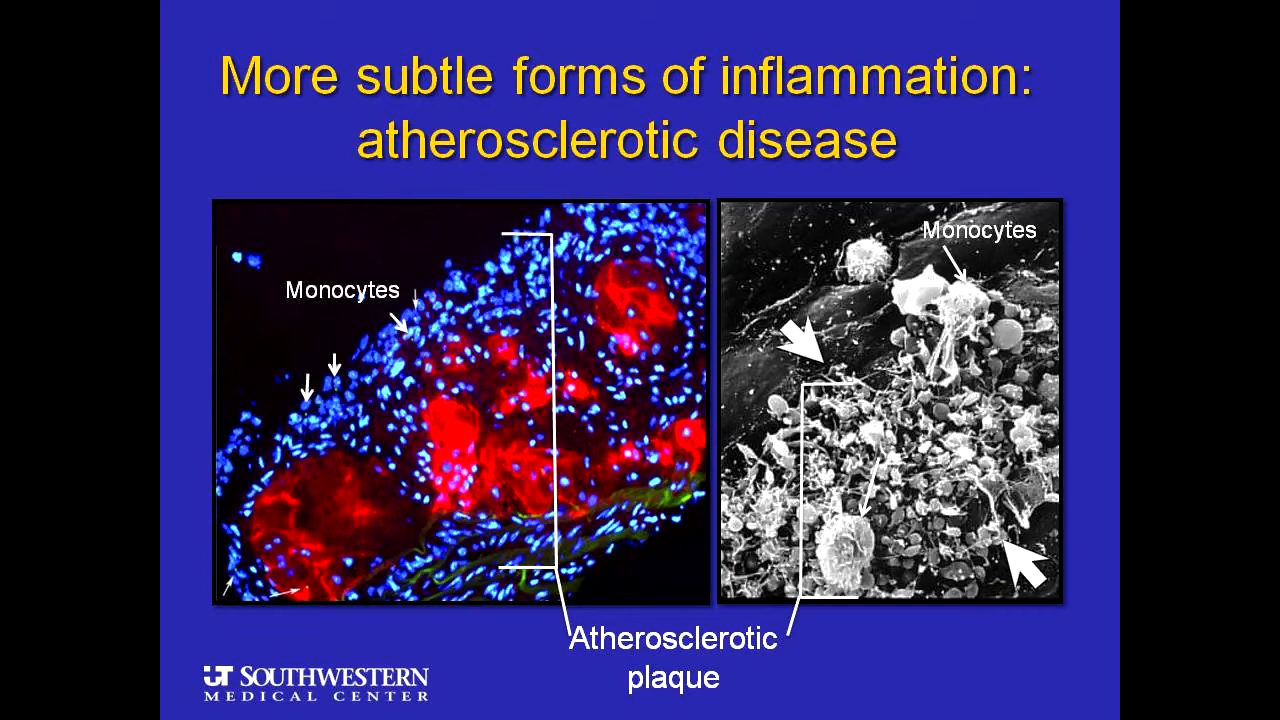 More subtle forms of inflammation:
atherosclerotic disease
Monocytes
Monocytes
Atherosclerotic
plaque
UT SOUTHWESTERN
MEDICAL CENTER